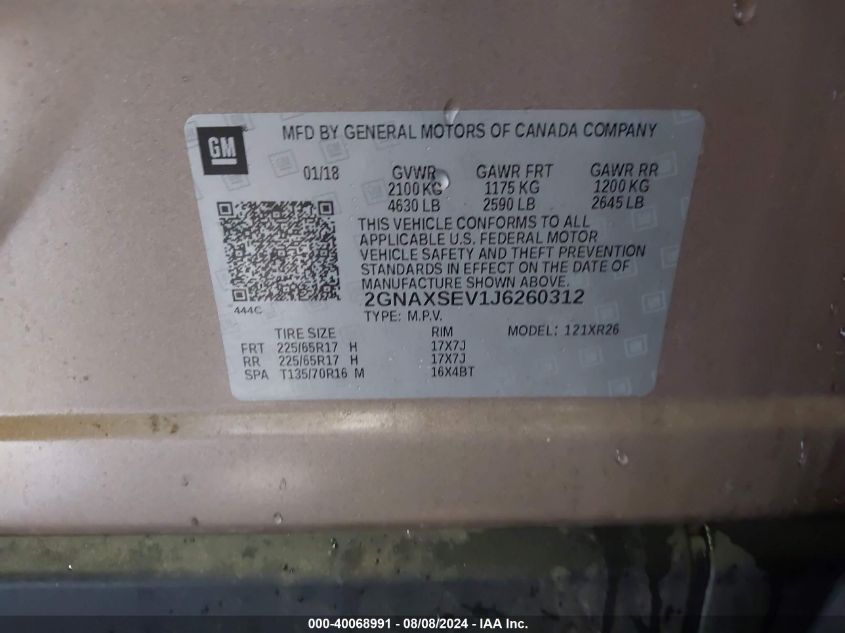 GM
MFD BY GENERAL MOTORS OF CANADA COMPANY
01/18 GVWR GAWR FRT GAWR RR
2100 KG 1175 KG 1200 KG
4630 LB 2590 LB 2645 LB
THIS VEHICLE CONFORMS TO ALL
APPLICABLE U.S. FEDERAL MOTOR
VEHICLE SAFETY AND THEFT PREVENTION
STANDARDS IN EFFECT ON THE DATE OF
MANUFACTURE SHOWN ABOVE.
444C 2GNAXSEV1J6260312
TYPE: M.P.V.
TIRE SIZE RIM MODEL: 121XR26
FRT 225/65R17 H 17X7J
RR 225/65R17 H 17X7J
SPA T135/70R16 M 16X4BT
000-40068991 - 08/08/2024 - IAAI Inc.